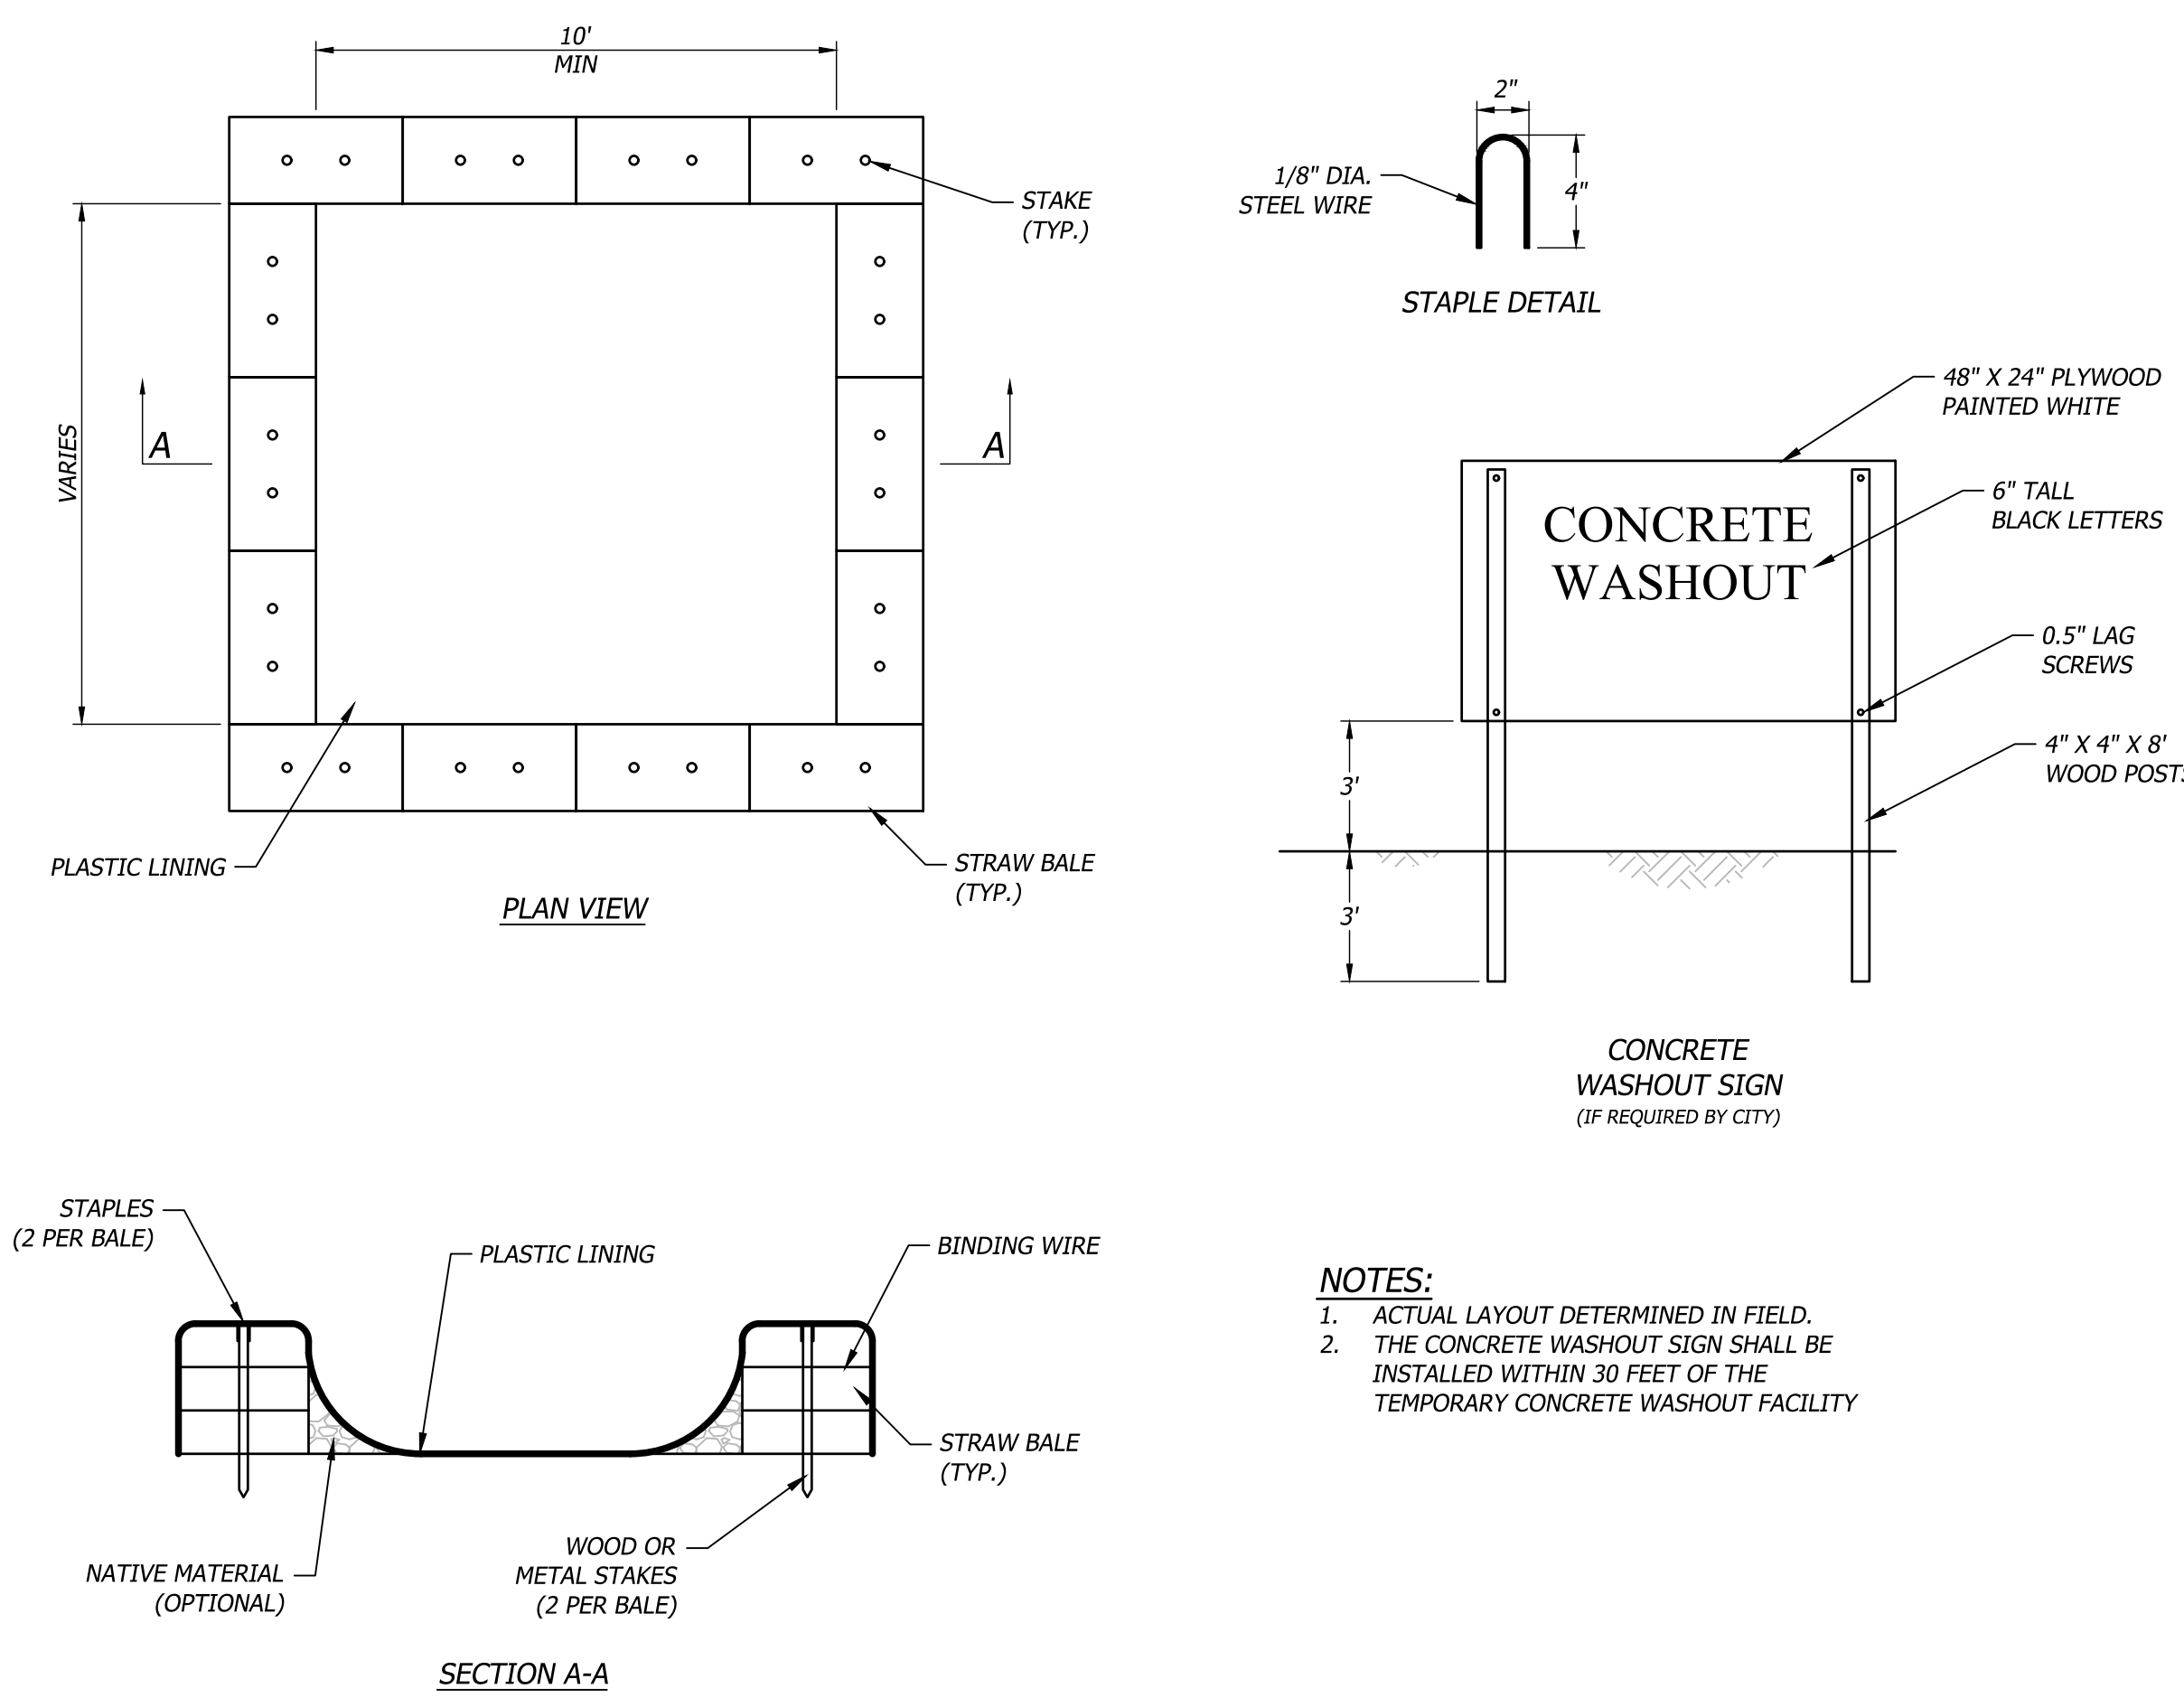 10'
MIN
STAKE
(TYP.)
VARIES
A
A
PLASTIC LINING
STRAW BALE
(TYP.)
PLAN VIEW
2"
1/8" DIA.
STEEL WIRE
4"
STAPLE DETAIL
48" X 24" PLYWOOD
PAINTED WHITE
6" TALL
BLACK LETTERS
CONCRETE
WASHOUT
0.5" LAG
SCREWS
4" X 4" X 8'
WOOD POSTS
3'
3'
CONCRETE
WASHOUT SIGN
(IF REQUIRED BY CITY)
STAPLES
(2 PER BALE)
PLASTIC LINING
BINDING WIRE
STRAW BALE
(TYP.)
WOOD OR
METAL STAKES
(2 PER BALE)
NATIVE MATERIAL
(OPTIONAL)
SECTION A-A
NOTES:
1. ACTUAL LAYOUT DETERMINED IN FIELD.
2. THE CONCRETE WASHOUT SIGN SHALL BE
INSTALLED WITHIN 30 FEET OF THE
TEMPORARY CONCRETE WASHOUT FACILITY